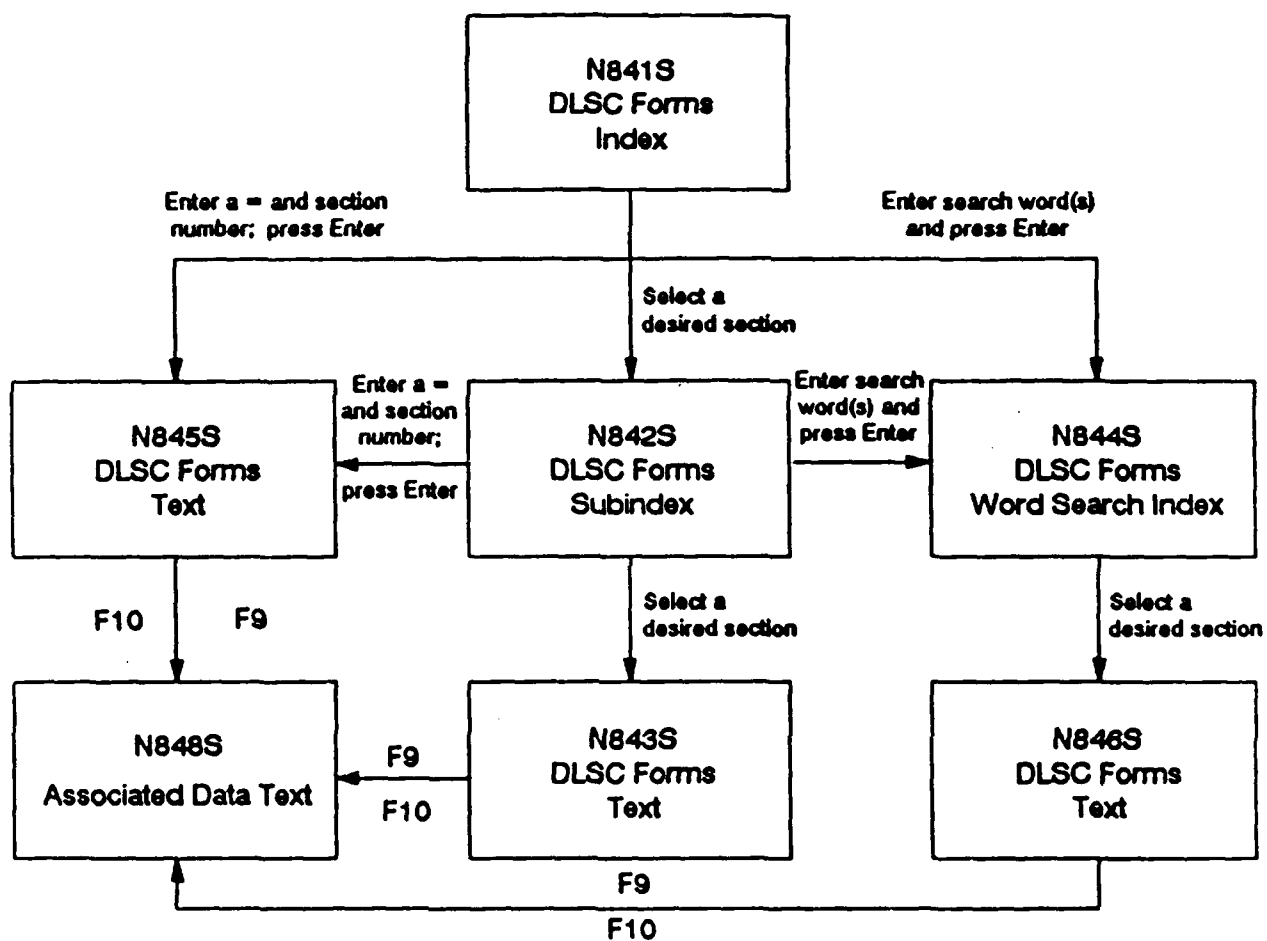 N841S
DLSC Forms
Index
Enter a = and section
number; press Enter
Enter search word(s)
and press Enter
Select a
desired section
N845S
DLSC Forms
Text
Enter a =
and section
number;
press Enter
N842S
DLSC Forms
Subindex
Enter search
word(s) and
press Enter
N844S
DLSC Forms
Word Search Index
F10 F9
Select a
desired section
Select a
desired section
N848S
Associated Data Text
F9
F10
N843S
DLSC Forms
Text
N846S
DLSC Forms
Text
F9
F10